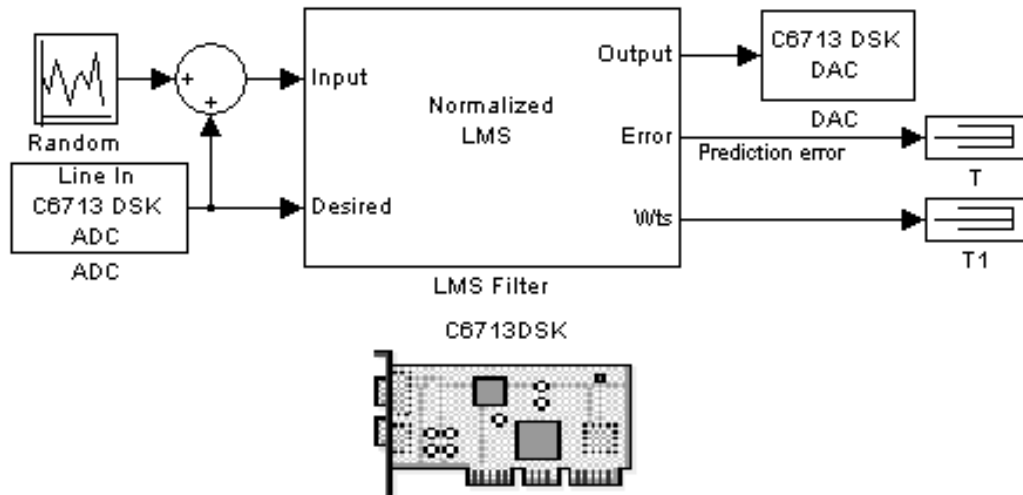 Random
Line In
C6713 DSK
ADC
ADC
+
+
Input
Desired
Normalized
LMS
Output
Error
Wts
LMS Filter
C6713 DSK
DAC
DAC
Prediction error
T
T1
C6713DSK